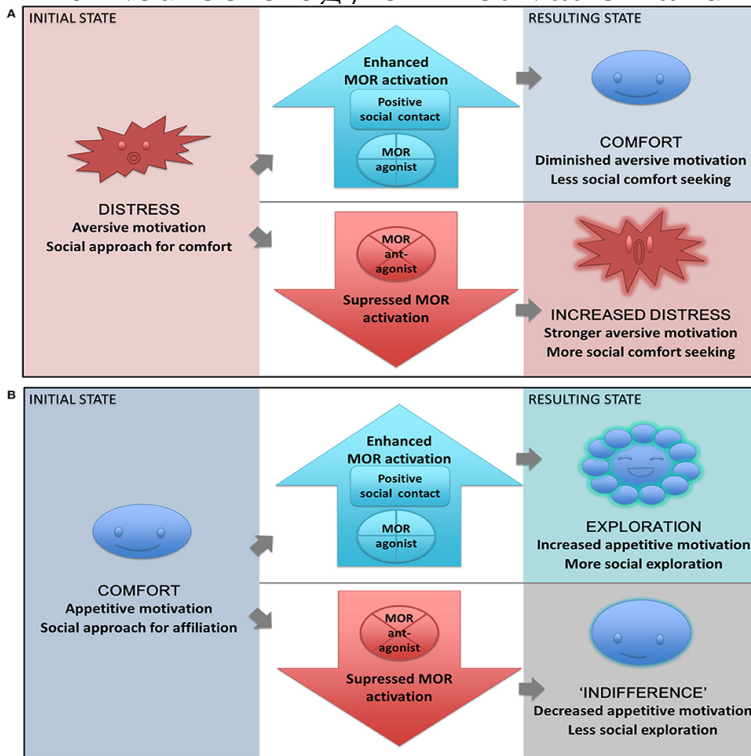 A
INITIAL STATE
RESULTING STATE
Enhanced
MOR activation
Positive
social contact
MOR
agonist
DISTRESS
Aversive motivation
Social approach for comfort
COMFORT
Diminished aversive motivation
Less social comfort seeking
MOR
ant-
agonist
Supressed MOR
activation
INCREASED DISTRESS
Stronger aversive motivation
More social comfort seeking
B
INITIAL STATE
RESULTING STATE
Enhanced
MOR activation
Positive
social contact
MOR
agonist
COMFORT
Appetitive motivation
Social approach for affiliation
EXPLORATION
Increased appetitive motivation
More social exploration
MOR
ant-
agonist
Supressed MOR
activation
'INDIFFERENCE'
Decreased appetitive motivation
Less social exploration